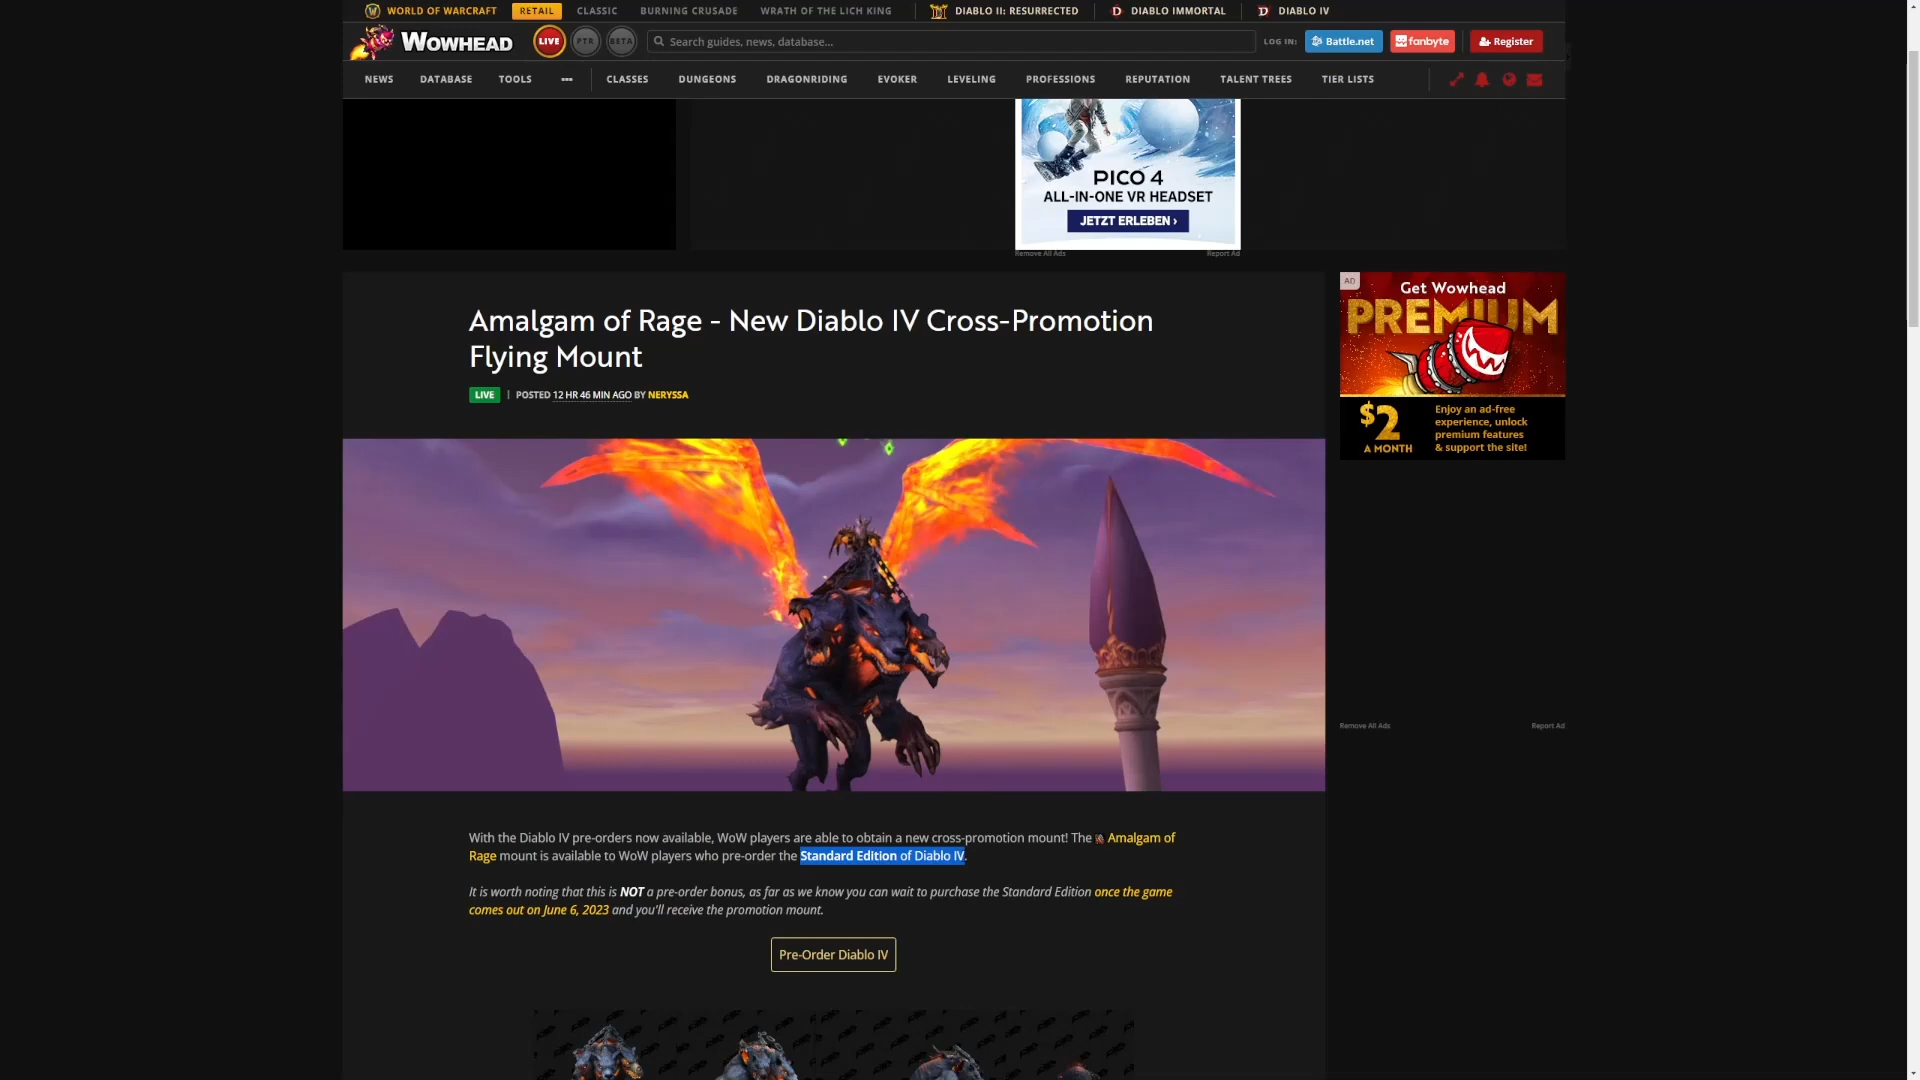 WORLD OF WARCRAFT RETAIL CLASSIC BURNING CRUSADE WRATH OF THE LICH KING DIABLO II: RESURRECTED DIABLO IMMORTAL DIABLO IV
WOWHEAD LIVE PTR BETA Search guides, news, database... LOG IN: Battle.net fanbyte Register
NEWS DATABASE TOOLS CLASSES DUNGEONS DRAGONRIDING EVOKER LEVELING PROFESSIONS REPUTATION TALENT TREES TIER LISTS
PICO 4
ALL-IN-ONE VR HEADSET
JETZT ERLEBEN ›
Remove All Ads Report Ad
Amalgam of Rage - New Diablo IV Cross-Promotion
Flying Mount
LIVE | POSTED 12 HR 46 MIN AGO BY NERYSSA
AD
Get Wowhead
PREMIUM
$2
A MONTH
Enjoy an ad-free
experience, unlock
premium features
& support the site!
Remove All Ads Report Ad
With the Diablo IV pre-orders now available, WoW players are able to obtain a new cross-promotion mount! The Amalgam of
Rage mount is available to WoW players who pre-order the Standard Edition of Diablo IV.
It is worth noting that this is NOT a pre-order bonus, as far as we know you can wait to purchase the Standard Edition once the game
comes out on June 6, 2023 and you'll receive the promotion mount.
Pre-Order Diablo IV